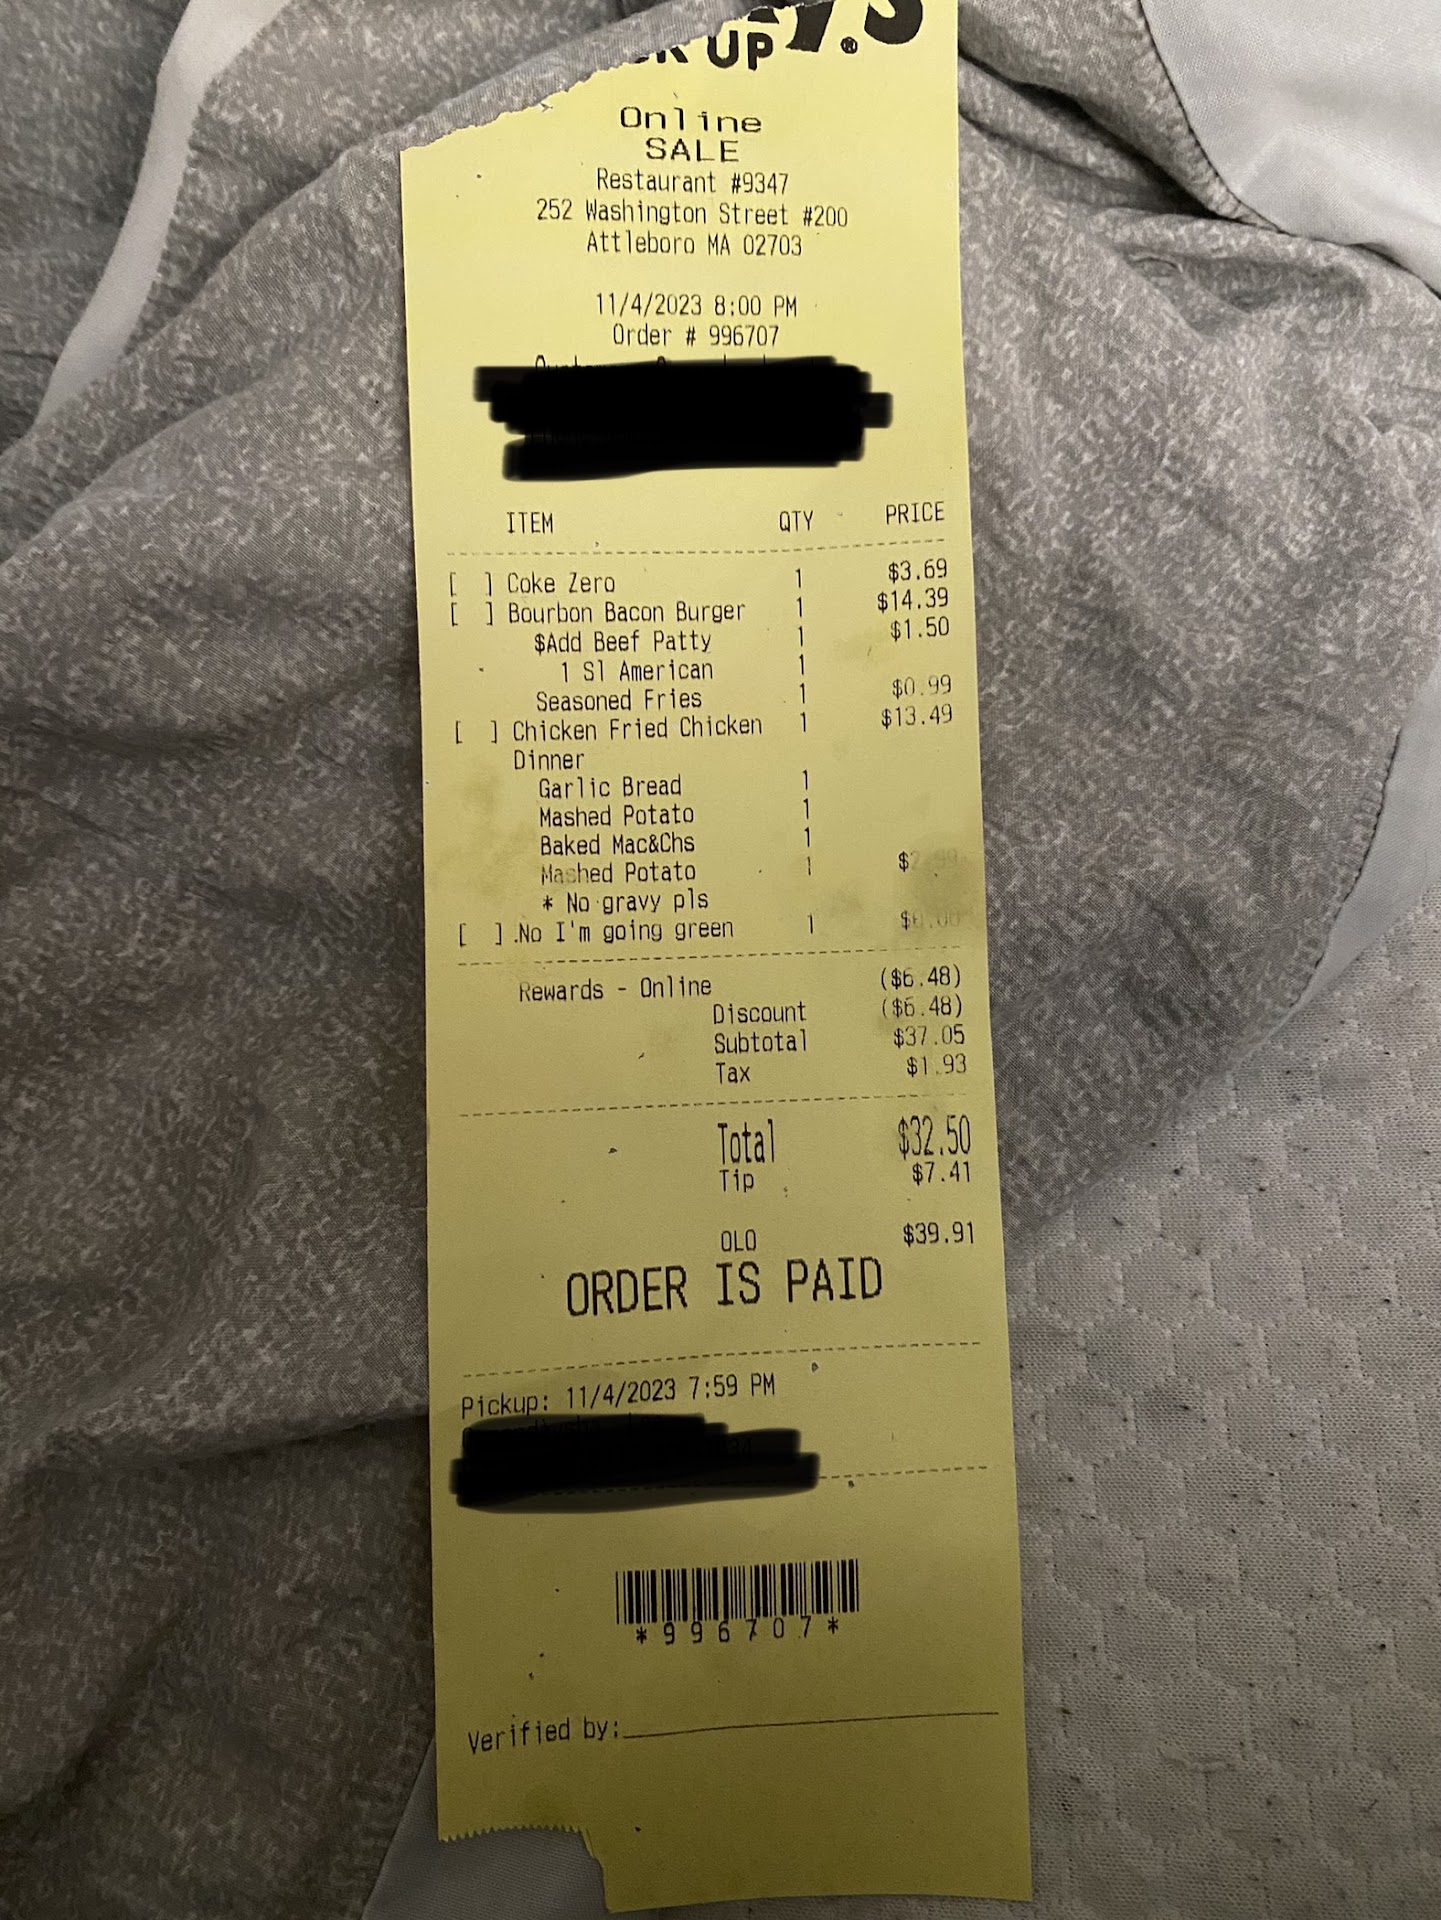 UP
Online
SALE
Restaurant #9347
252 Washington Street #200
Attleboro MA 02703
11/4/2023 8:00 PM
Order # 996707
ITEM QTY PRICE
[ ] Coke Zero 1 $3.69
[ ] Bourbon Bacon Burger 1 $14.39
$Add Beef Patty 1 $1.50
1 Sl American 1
Seasoned Fries 1 $0.99
[ ] Chicken Fried Chicken 1 $13.49
Dinner
Garlic Bread 1
Mashed Potato 1
Baked Mac&Chs 1
Mashed Potato 1 $2.99
* No gravy pls
[ ] .No I'm going green 1 $0.00
Rewards - Online ($6.48)
Discount ($6.48)
Subtotal $37.05
Tax $1.93
Total $32.50
Tip $7.41
OLO $39.91
ORDER IS PAID
Pickup: 11/4/2023 7:59 PM
*996707*
Verified by: